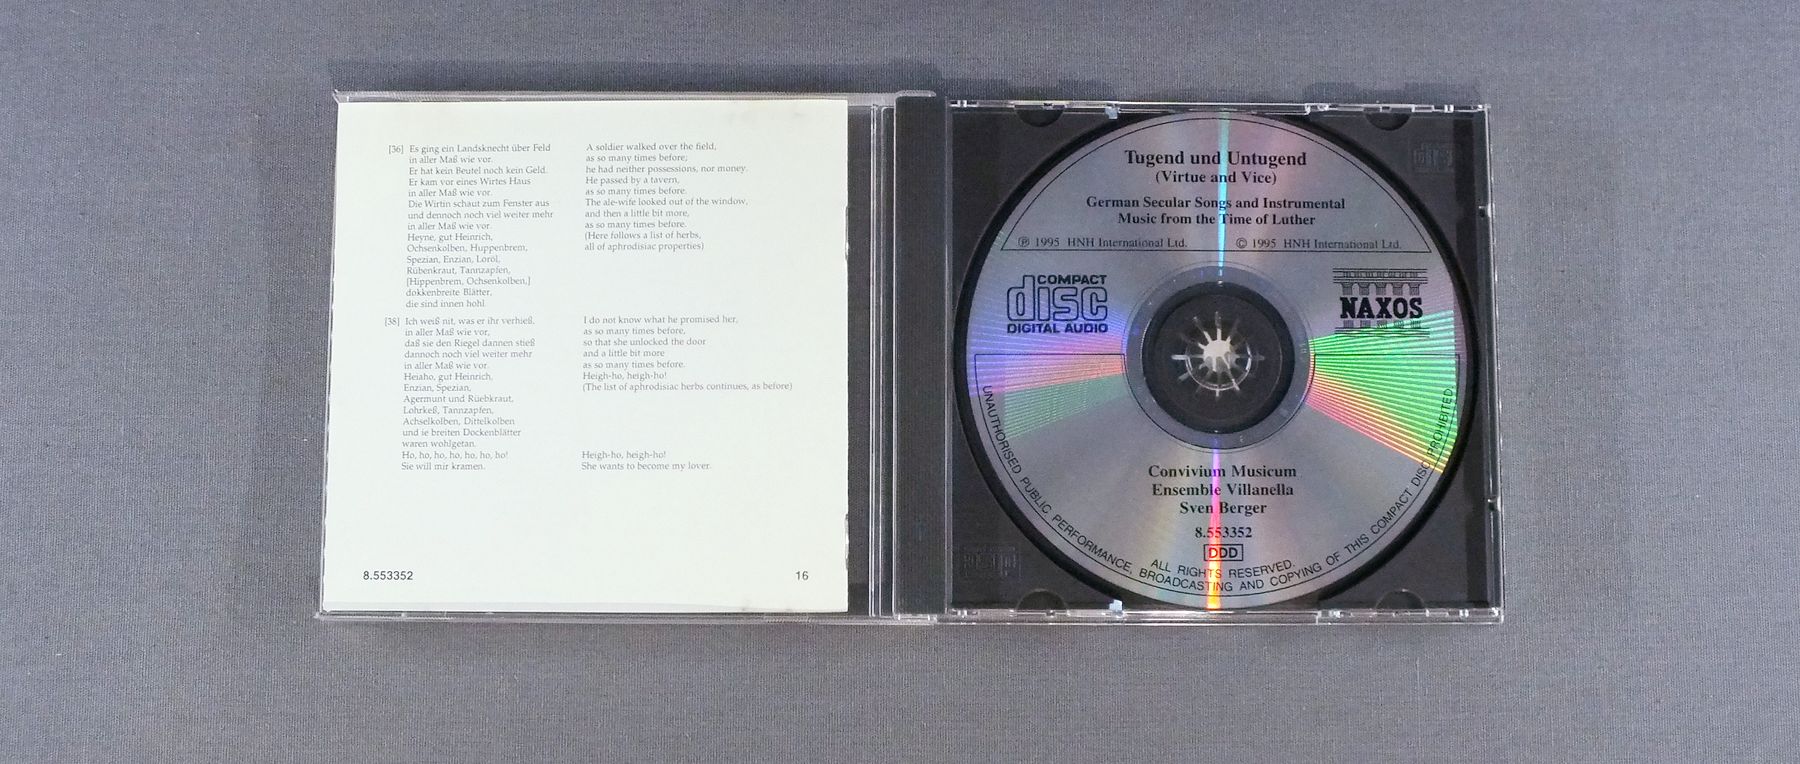 [36] Es ging ein Landsknecht über Feld
in aller Maß wie vor.
Er hat kein Beutel noch kein Geld.
Er kam vor eines Wirtes Haus
in aller Maß wie vor.
Die Wirtin schaut zum Fenster aus
und dennoch noch viel weiter mehr
in aller Maß wie vor.
Heyne, gut Heinrich,
Ochsenkolben, Huppenbrem,
Spezian, Enzian, Loröl,
Rübenkraut, Tannzapfen,
[Hippenbrem, Ochsenkolben,]
dokkenbreite Blätter,
die sind innen hohl.
A soldier walked over the field,
as so many times before;
he had neither possessions, nor money.
He passed by a tavern,
as so many times before.
The ale-wife looked out of the window,
and then a little bit more,
as so many times before.
(Here follows a list of herbs,
all of aphrodisiac properties)
[38] Ich weiß nit, was er ihr verhieß,
in aller Maß wie vor,
daß sie den Riegel dannen stieß
dannoch noch viel weiter mehr
in aller Maß wie vor.
Heiaho, gut Heinrich,
Enzian, Spezian,
Agermunt und Rüebkraut,
Lohrkeß, Tannzapfen,
Achselkolben, Dittelkolben
und ie breiten Dockenblätter
waren wohlgetan.
Ho, ho, ho, ho, ho, ho, ho!
Sie will mir kramen.
I do not know what he promised her,
as so many times before,
so that she unlocked the door
and a little bit more
as so many times before.
Heigh-ho, heigh-ho!
(The list of aphrodisiac herbs continues, as before)
Heigh-ho, heigh-ho!
She wants to become my lover.
8.553352
16
Tugend und Untugend
(Virtue and Vice)
German Secular Songs and Instrumental
Music from the Time of Luther
℗ 1995 HNH International Ltd. © 1995 HNH International Ltd.
COMPACT
disc
DIGITAL AUDIO
NAXOS
Convivium Musicum
Ensemble Villanella
Sven Berger
8.553352
DDD
ALL RIGHTS RESERVED.
UNAUTHORISED PUBLIC PERFORMANCE, BROADCASTING AND COPYING OF THIS COMPACT DISC PROHIBITED.